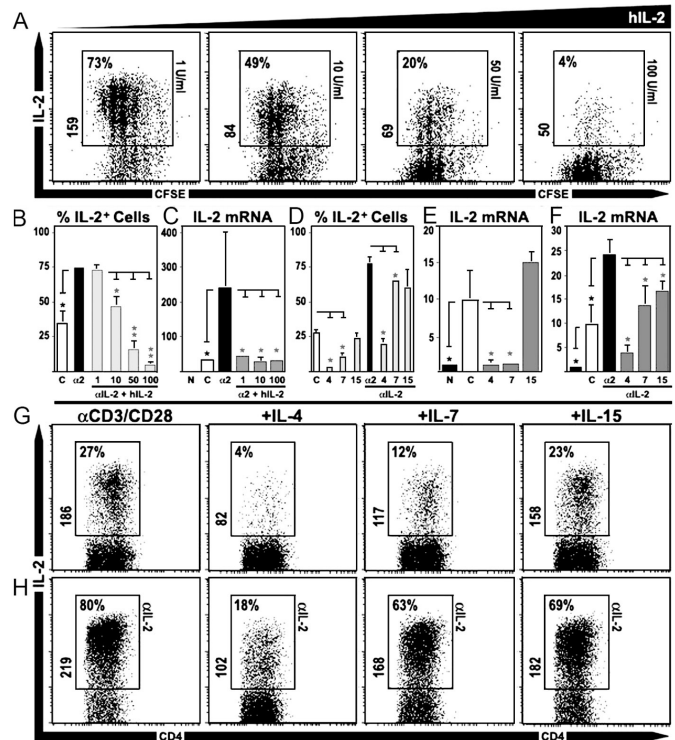 A
hIL-2
IL-2
73%
159
1 U/ml
49%
84
10 U/ml
20%
69
50 U/ml
4%
50
100 U/ml
CFSE
CFSE
B
% IL-2+ Cells
100
75
50
25
*
*
**
**
C α2 1 10 50 100
αIL-2 + hIL-2
C
IL-2 mRNA
400
300
200
100
*
* * *
N C α2 1 10 100
α2 + hIL-2
D
% IL-2+ Cells
100
75
50
25
* *
* *
C 4 7 15 α2 4 7 15
αIL-2
E
IL-2 mRNA
20
15
10
5
*
* *
N C 4 7 15
F
IL-2 mRNA
30
25
20
15
10
5
*
*
* * *
C α2 4 7 15
αIL-2
G
αCD3/CD28
+IL-4
+IL-7
+IL-15
27%
186
4%
82
12%
117
23%
158
IL-2
H
80%
219
αIL-2
18%
102
αIL-2
63%
168
αIL-2
69%
182
αIL-2
CD4
CD4